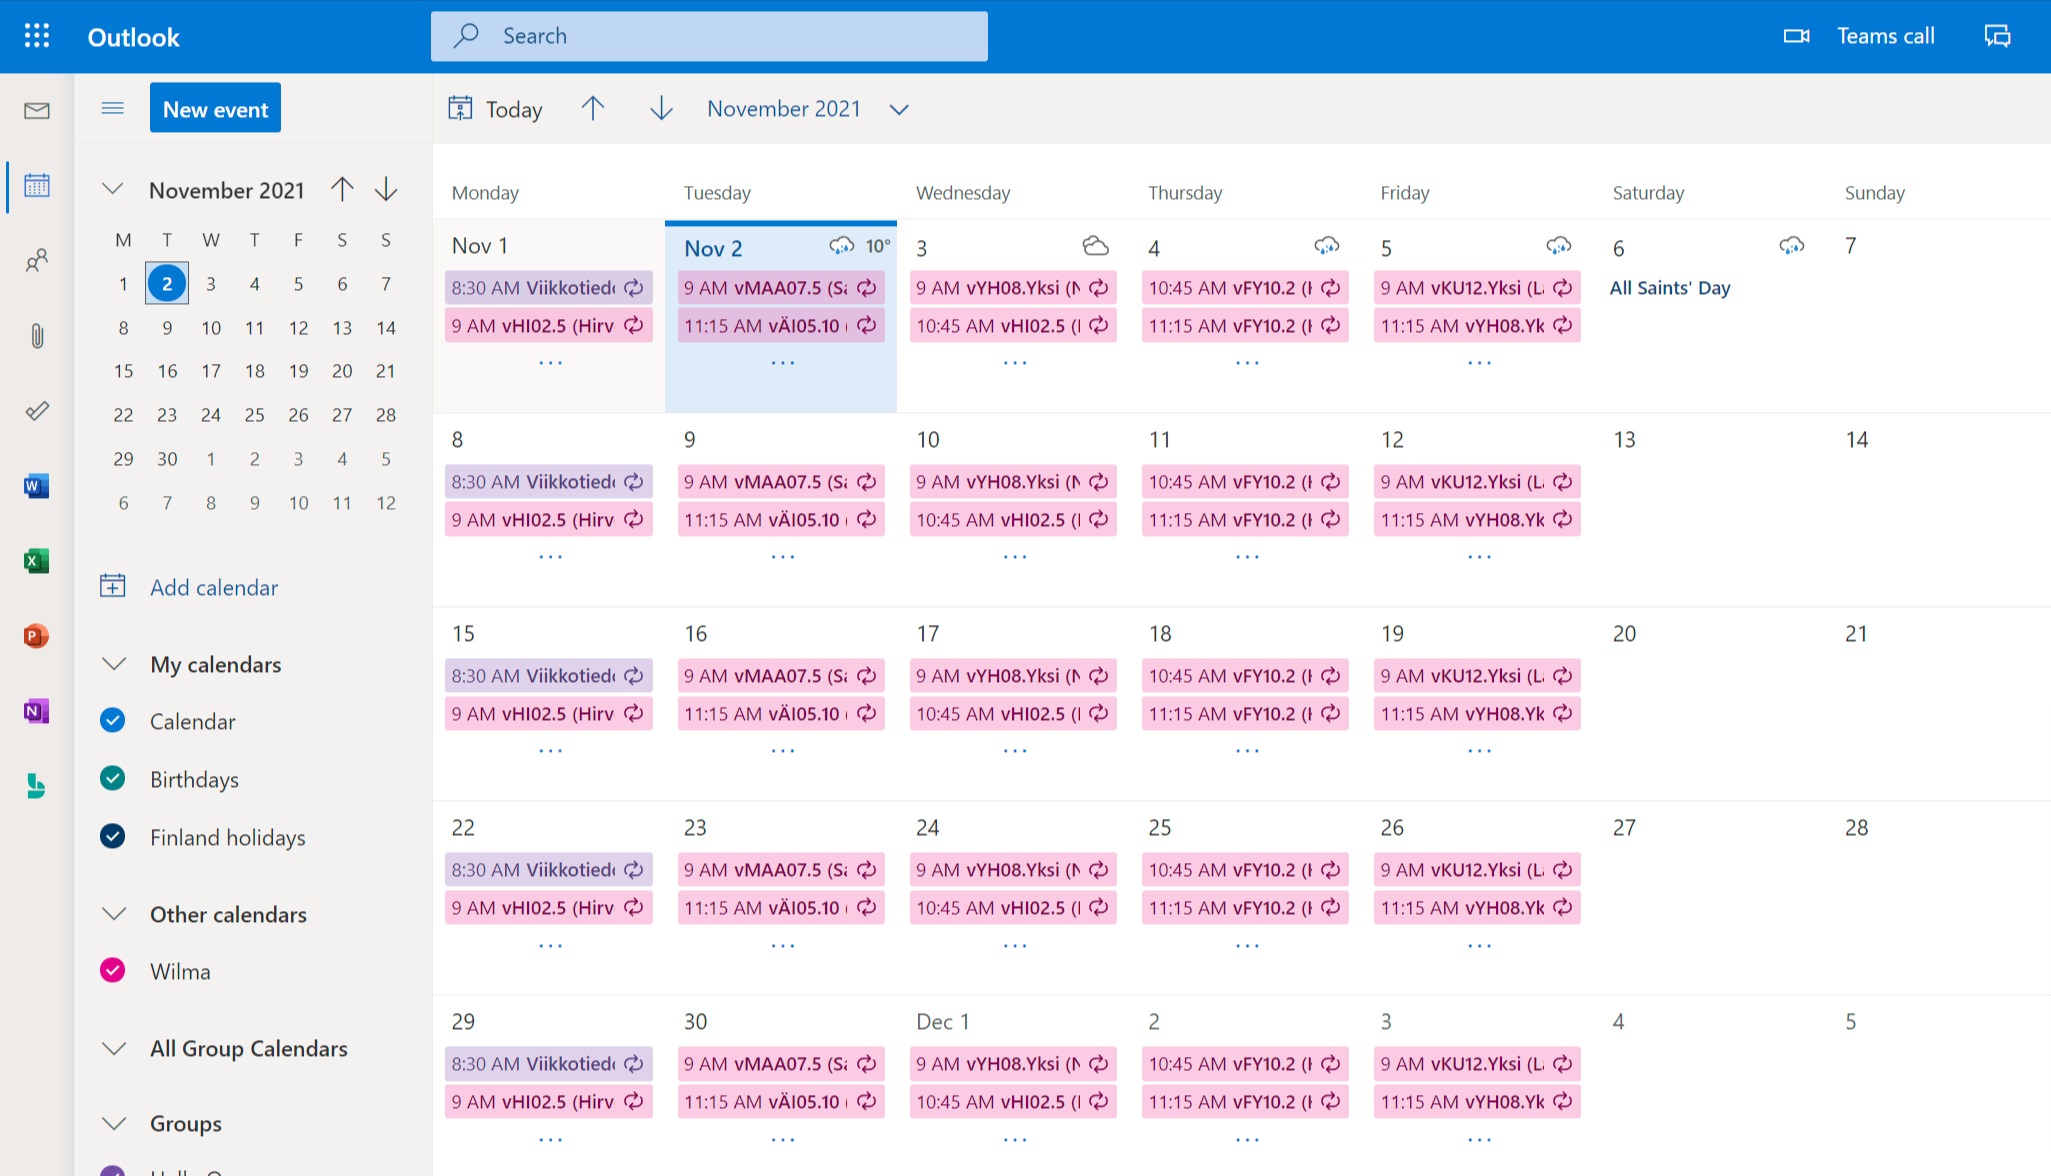 Outlook
Search
Teams call
New event
Today
November 2021
November 2021
M T W T F S S
1 2 3 4 5 6 7
8 9 10 11 12 13 14
15 16 17 18 19 20 21
22 23 24 25 26 27 28
29 30 1 2 3 4 5
6 7 8 9 10 11 12
Add calendar
My calendars
Calendar
Birthdays
Finland holidays
Other calendars
Wilma
All Group Calendars
Groups
Monday Tuesday Wednesday Thursday Friday Saturday Sunday
Nov 1 Nov 2 10° 3 4 5 6 7
8:30 AM Viikkotied 9 AM vMAA07.5 (Sa 9 AM vYH08.Yksi (N 10:45 AM vFY10.2 (H 9 AM vKU12.Yksi (La All Saints' Day
9 AM vHI02.5 (Hirv 11:15 AM vÄI05.10 ( 10:45 AM vHI02.5 ( 11:15 AM vFY10.2 (H 11:15 AM vYH08.Yk
... ... ... ... ...
8 9 10 11 12 13 14
8:30 AM Viikkotied 9 AM vMAA07.5 (Sa 9 AM vYH08.Yksi (N 10:45 AM vFY10.2 (H 9 AM vKU12.Yksi (La
9 AM vHI02.5 (Hirv 11:15 AM vÄI05.10 ( 10:45 AM vHI02.5 ( 11:15 AM vFY10.2 (H 11:15 AM vYH08.Yk
... ... ... ... ...
15 16 17 18 19 20 21
8:30 AM Viikkotied 9 AM vMAA07.5 (Sa 9 AM vYH08.Yksi (N 10:45 AM vFY10.2 (H 9 AM vKU12.Yksi (La
9 AM vHI02.5 (Hirv 11:15 AM vÄI05.10 ( 10:45 AM vHI02.5 ( 11:15 AM vFY10.2 (H 11:15 AM vYH08.Yk
... ... ... ... ...
22 23 24 25 26 27 28
8:30 AM Viikkotied 9 AM vMAA07.5 (Sa 9 AM vYH08.Yksi (N 10:45 AM vFY10.2 (H 9 AM vKU12.Yksi (La
9 AM vHI02.5 (Hirv 11:15 AM vÄI05.10 ( 10:45 AM vHI02.5 ( 11:15 AM vFY10.2 (H 11:15 AM vYH08.Yk
... ... ... ... ...
29 30 Dec 1 2 3 4 5
8:30 AM Viikkotied 9 AM vMAA07.5 (Sa 9 AM vYH08.Yksi (N 10:45 AM vFY10.2 (H 9 AM vKU12.Yksi (La
9 AM vHI02.5 (Hirv 11:15 AM vÄI05.10 ( 10:45 AM vHI02.5 ( 11:15 AM vFY10.2 (H 11:15 AM vYH08.Yk
... ... ... ... ...